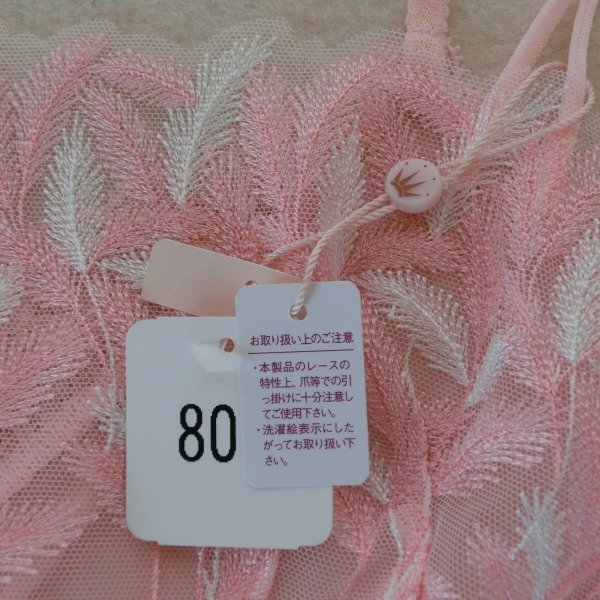 お取り扱い上のご注意
・本製品のレースの
特性上、爪等での引
っ掛けに十分注意し
てご使用下さい。
・洗濯絵表示にした
がってお取り扱い下
さい。
80